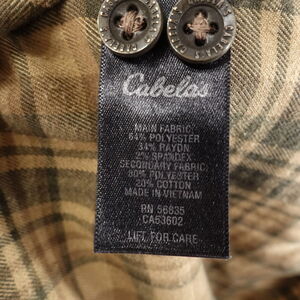 Cabelas
MAIN FABRIC:
64% POLYESTER
34% RAYON
2% SPANDEX
SECONDARY FABRIC:
80% POLYESTER
20% COTTON
MADE IN VIETNAM
RN 56835
CA53602
LIFT FOR CARE